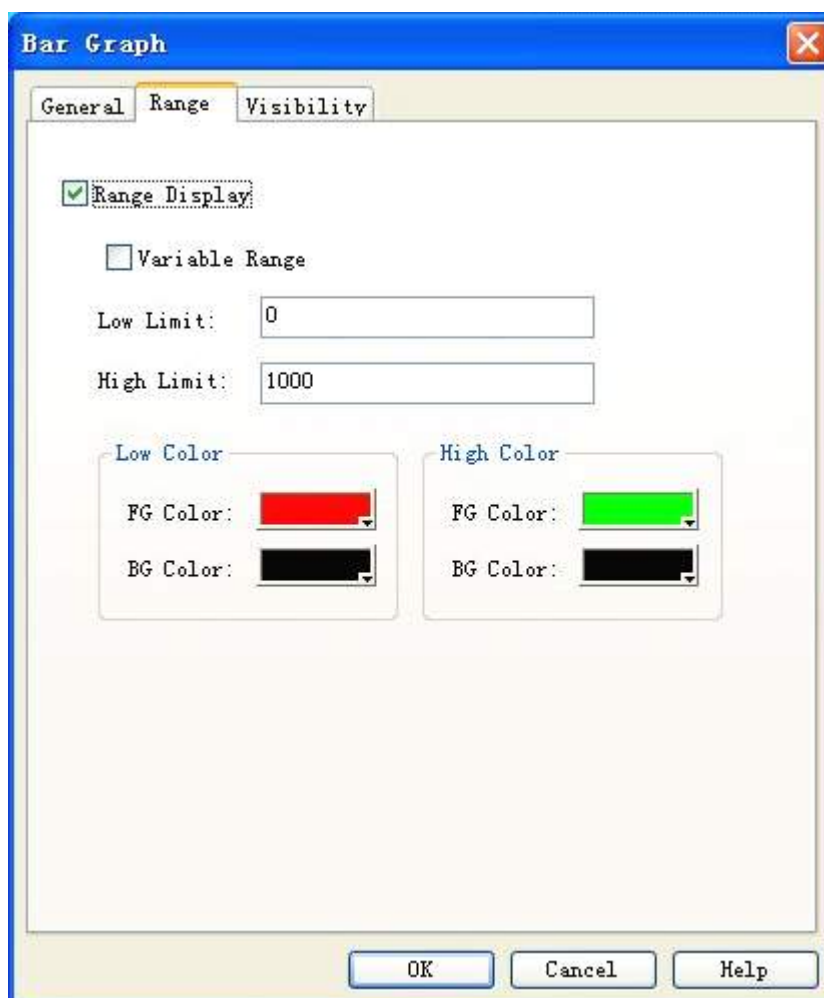 Bar Graph
General Range Visibility
Range Display
Variable Range
Low Limit: 0
High Limit: 1000
Low Color High Color
FG Color: FG Color:
BG Color: BG Color:
OK Cancel Help